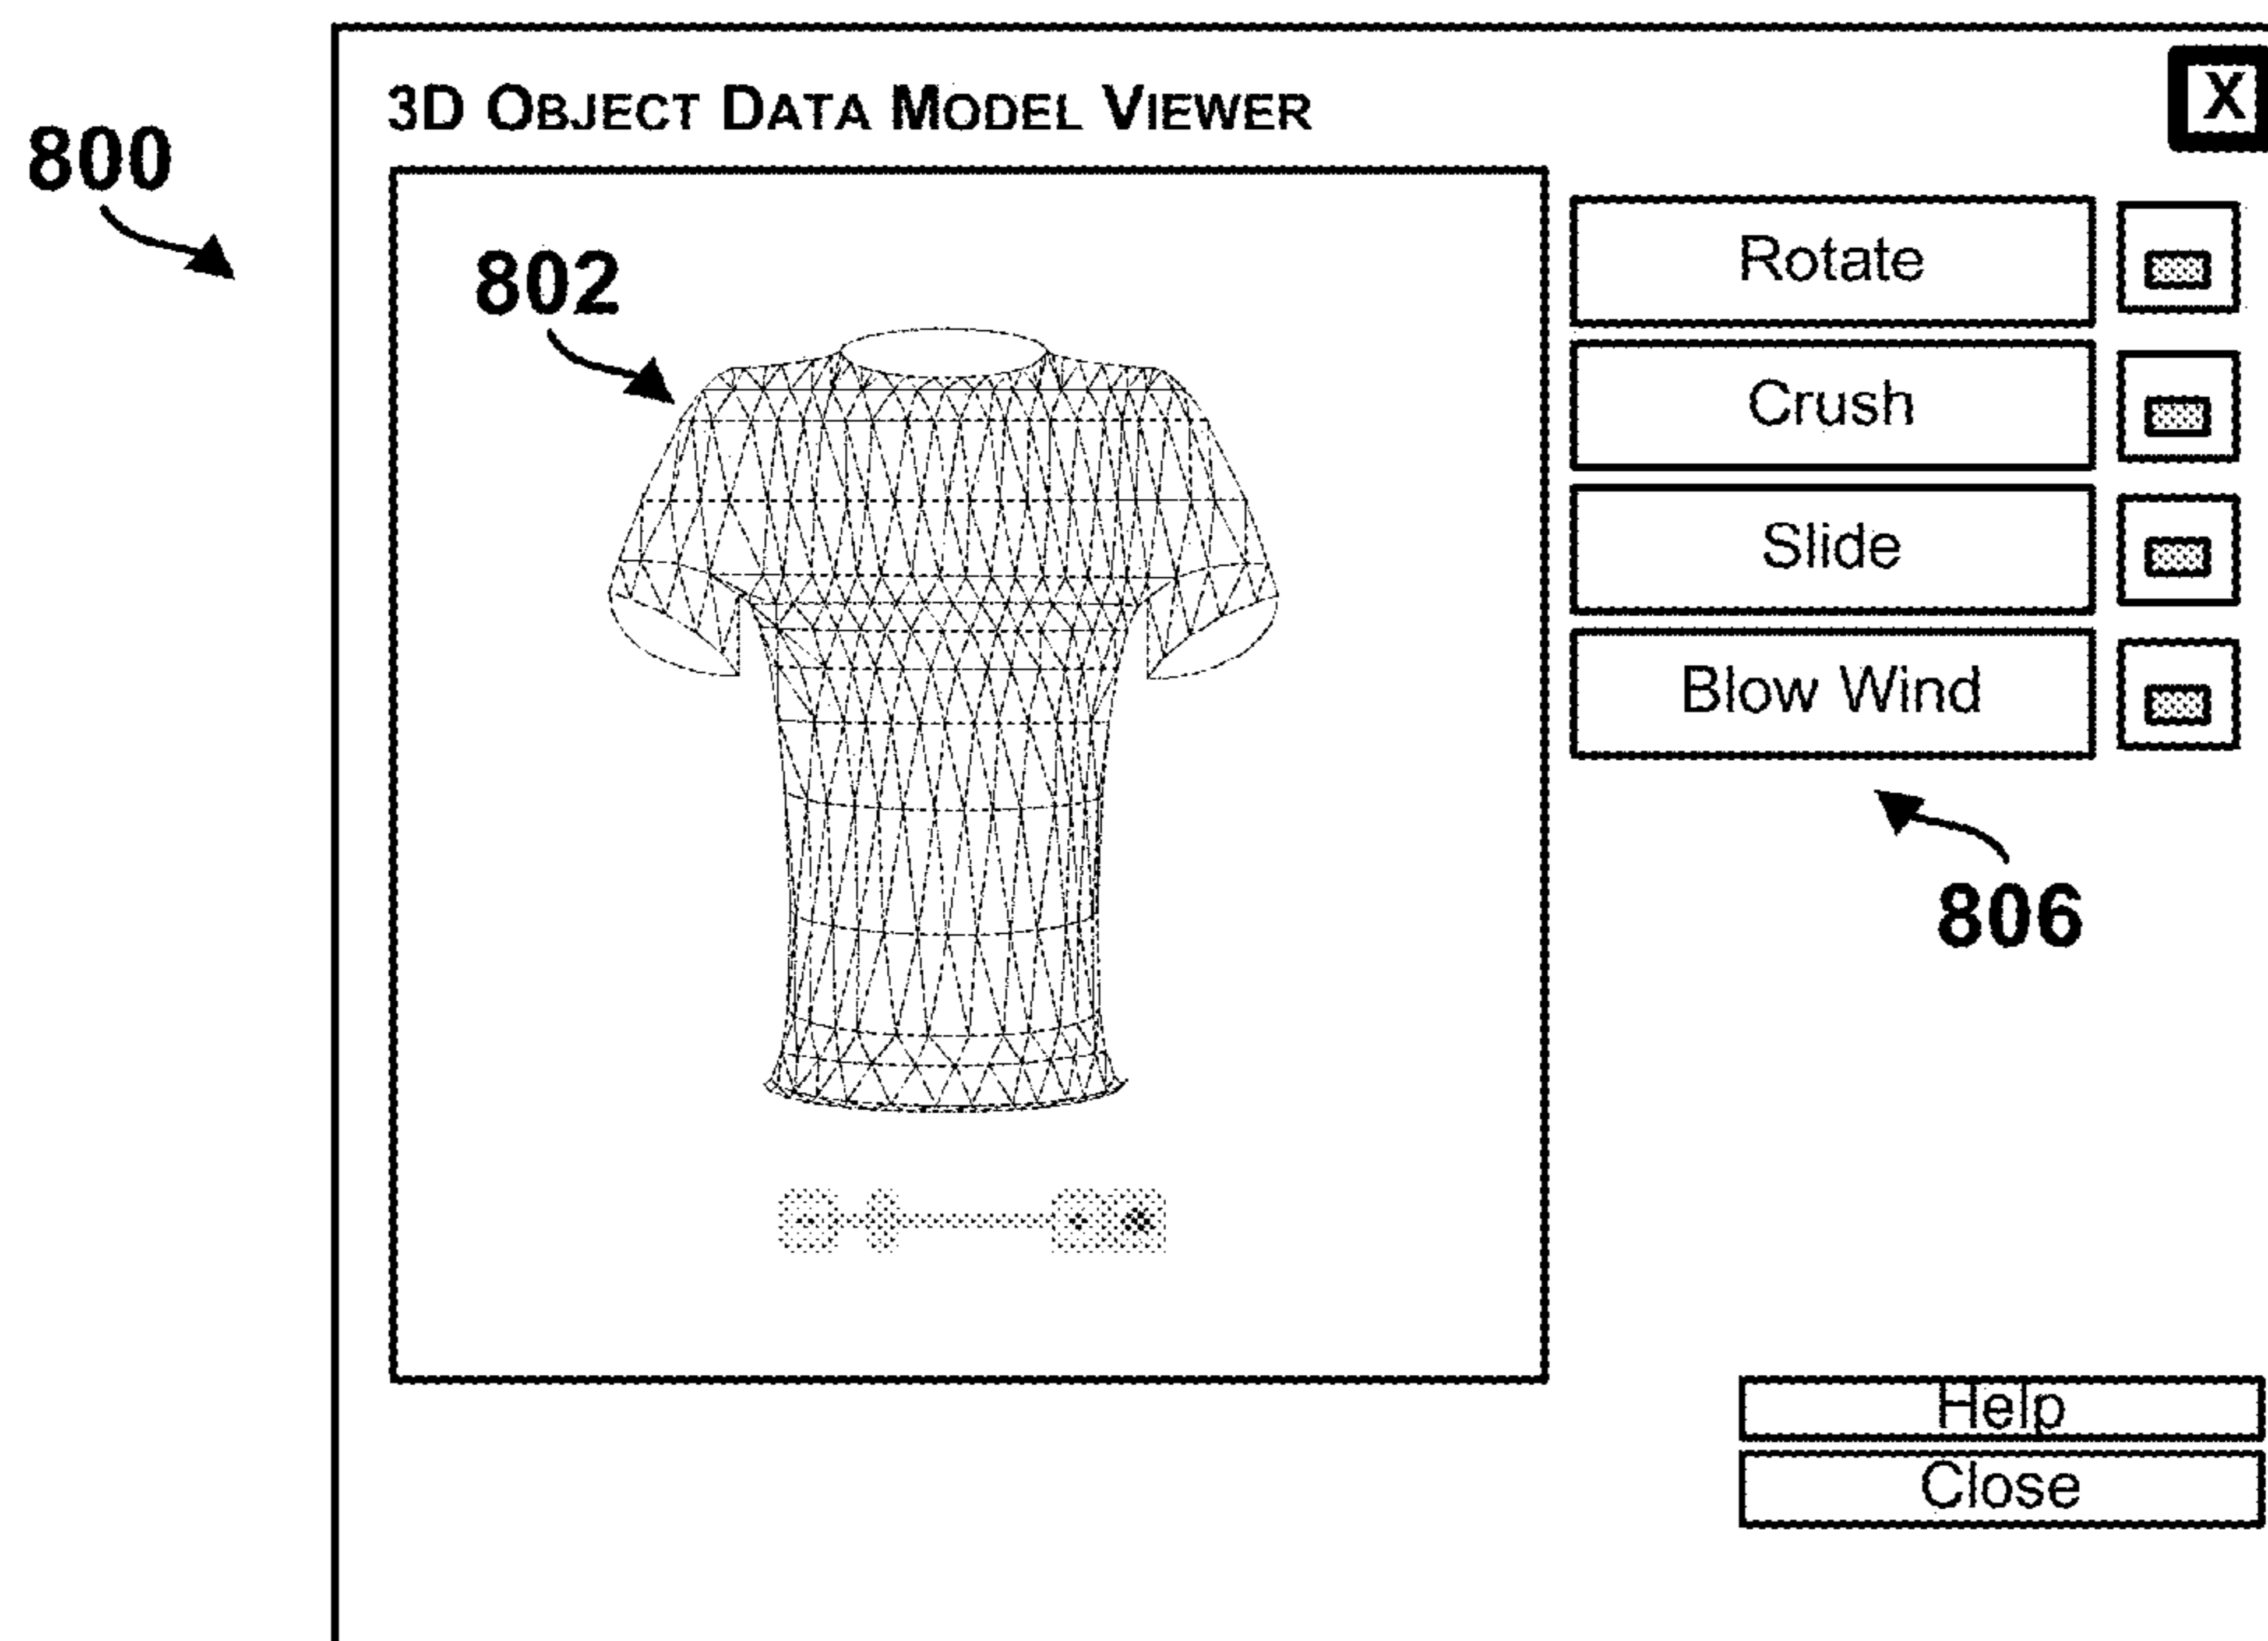 3D OBJECT DATA MODEL VIEWER
X
800
802
Rotate
Crush
Slide
Blow Wind
806
Help
Close